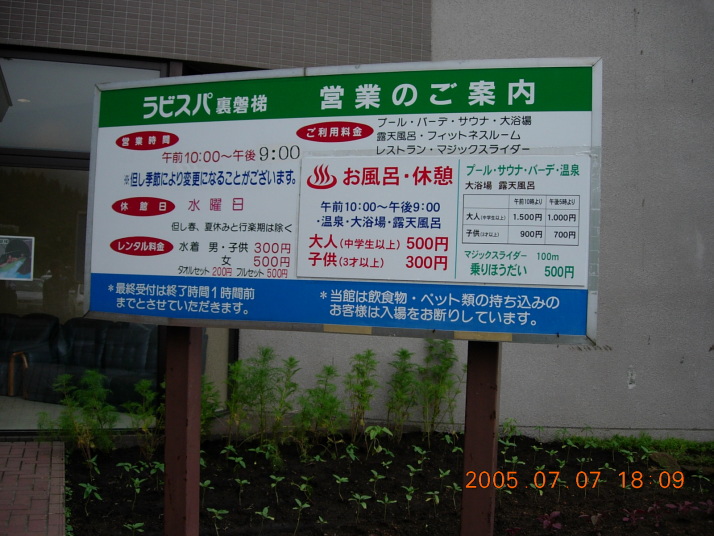 ラビスパ裏磐梯 営業のご案内
営業時間
午前10:00〜午後9:00
※但し季節により変更になることがございます。
休館日 水曜日
但し春、夏休みと行楽期は除く
レンタル料金 水着 男・子供 300円
女 500円
タオルセット 200円 フルセット 500円
ご利用料金 プール・バーデ・サウナ・大浴場
露天風呂・フィットネスルーム
レストラン・マジックスライダー
♨お風呂・休憩
午前10:00〜午後9:00
・温泉・大浴場・露天風呂
大人(中学生以上) 500円
子供(3才以上) 300円
プール・サウナ・バーデ・温泉
大浴場 露天風呂
午前10時より 午後5時より
大人(中学生以上) 1.500円 1.000円
子供(3才以上) 900円 700円
マジックスライダー 100m
乗りほうだい 500円
*最終受付は終了時間1時間前
までとさせていただきます。
*当館は飲食物・ペット類の持ち込みの
お客様は入場をお断りしています。
2005 07 07 18:09